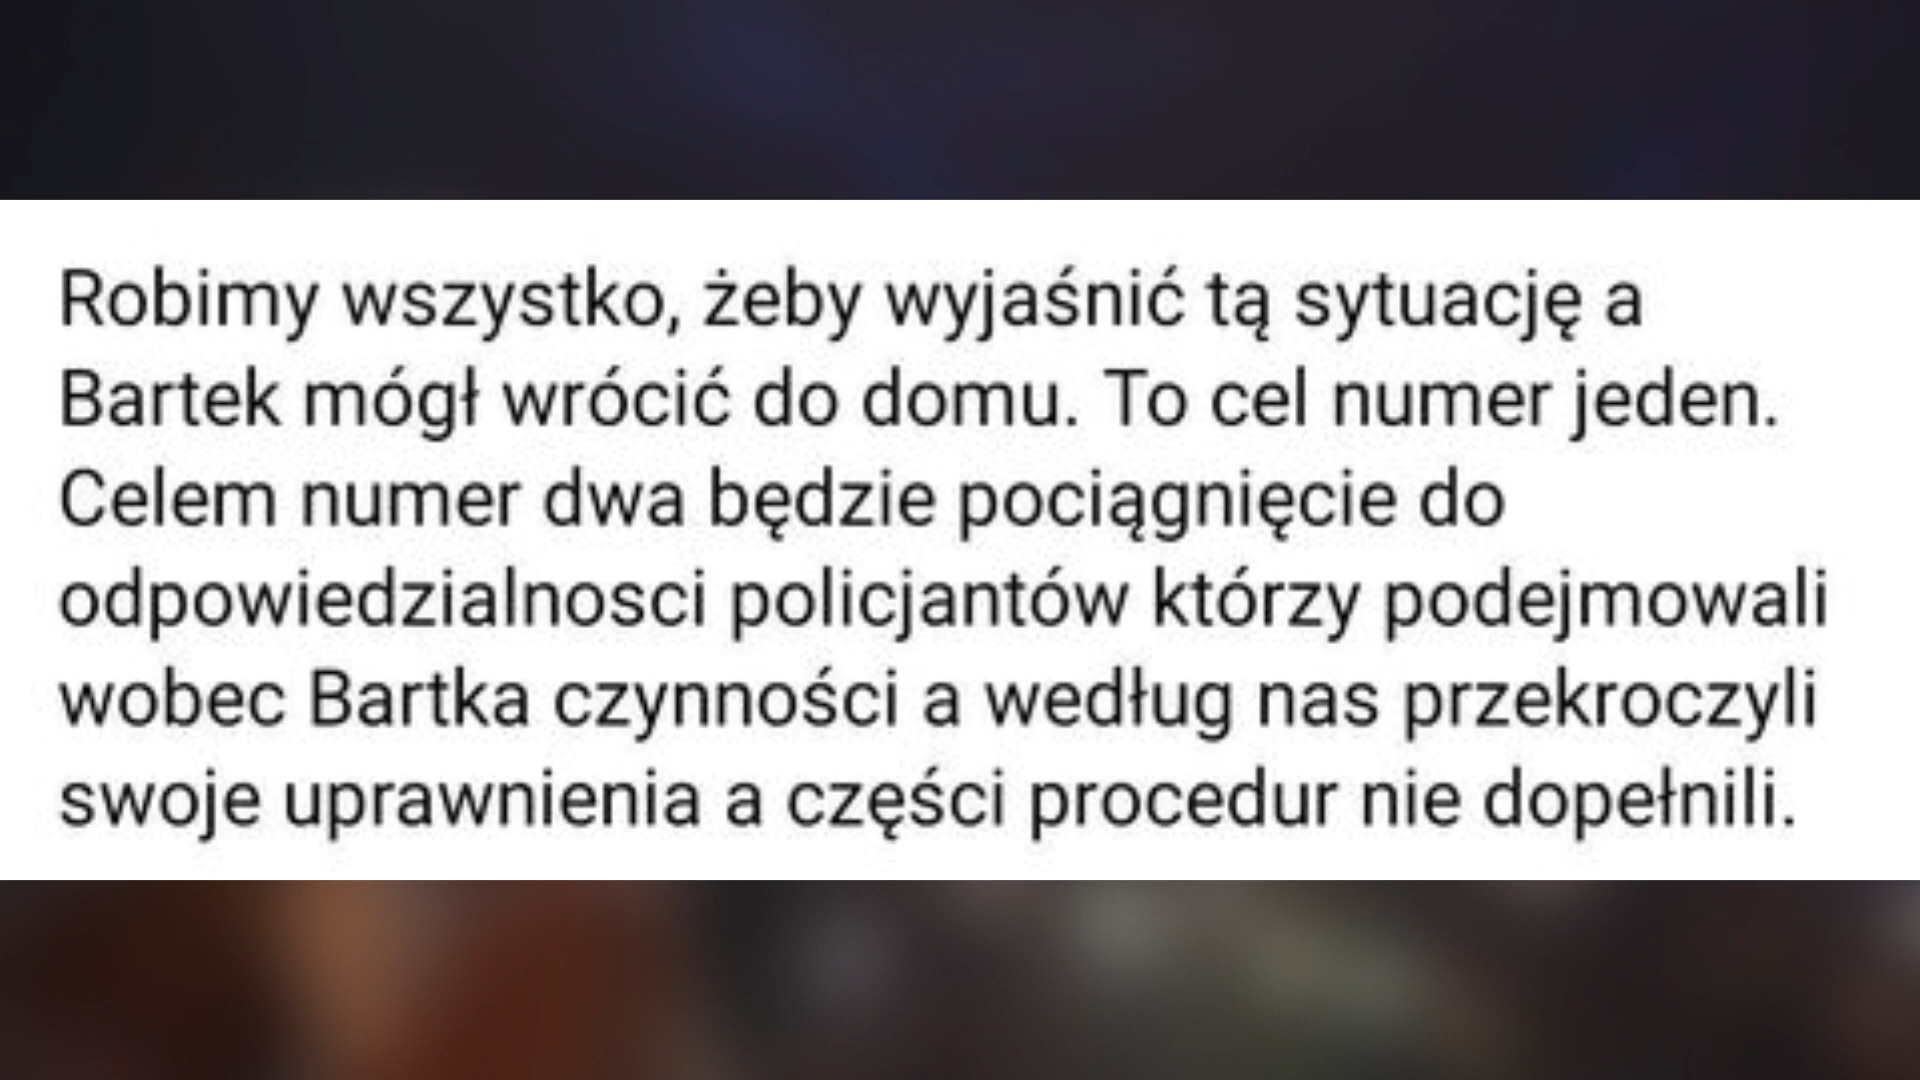 Robimy wszystko, żeby wyjaśnić tą sytuację a
Bartek mógł wrócić do domu. To cel numer jeden.
Celem numer dwa będzie pociągnięcie do
odpowiedzialnosci policjantów którzy podejmowali
wobec Bartka czynności a według nas przekroczyli
swoje uprawnienia a części procedur nie dopełnili.